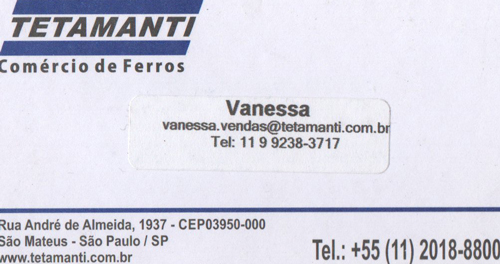 TETAMANTI
Comércio de Ferros
Vanessa
vanessa.vendas@tetamanti.com.br
Tel: 11 9 9238-3717
Rua André de Almeida, 1937 - CEP03950-000
São Mateus - São Paulo / SP
www.tetamanti.com.br
Tel.: +55 (11) 2018-8800